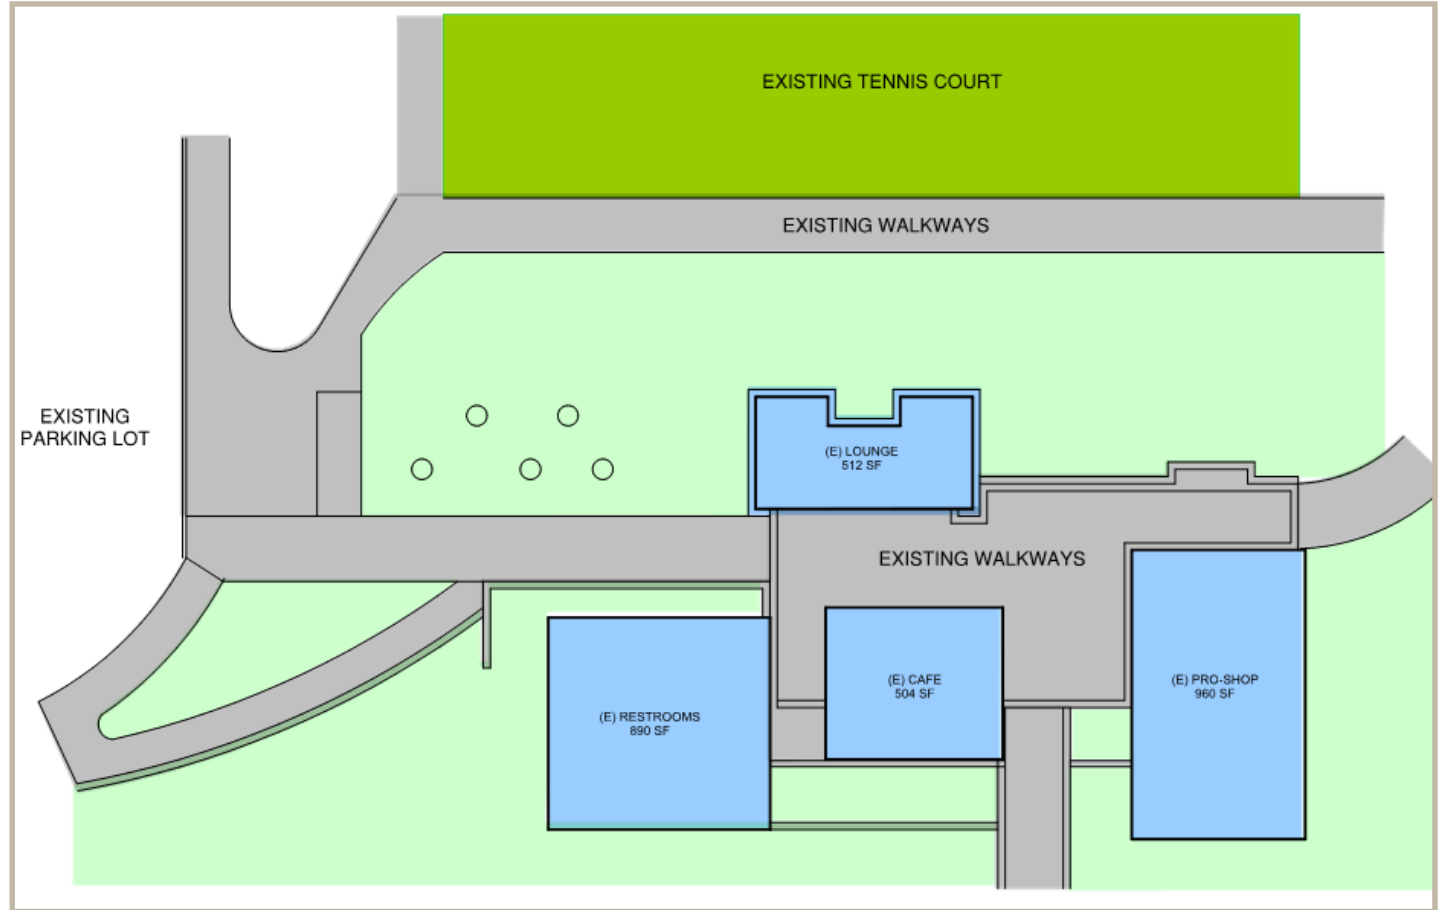 EXISTING TENNIS COURT
EXISTING WALKWAYS
EXISTING
PARKING LOT
(E) LOUNGE
512 SF
EXISTING WALKWAYS
(E) CAFE
504 SF
(E) PRO-SHOP
960 SF
(E) RESTROOMS
890 SF